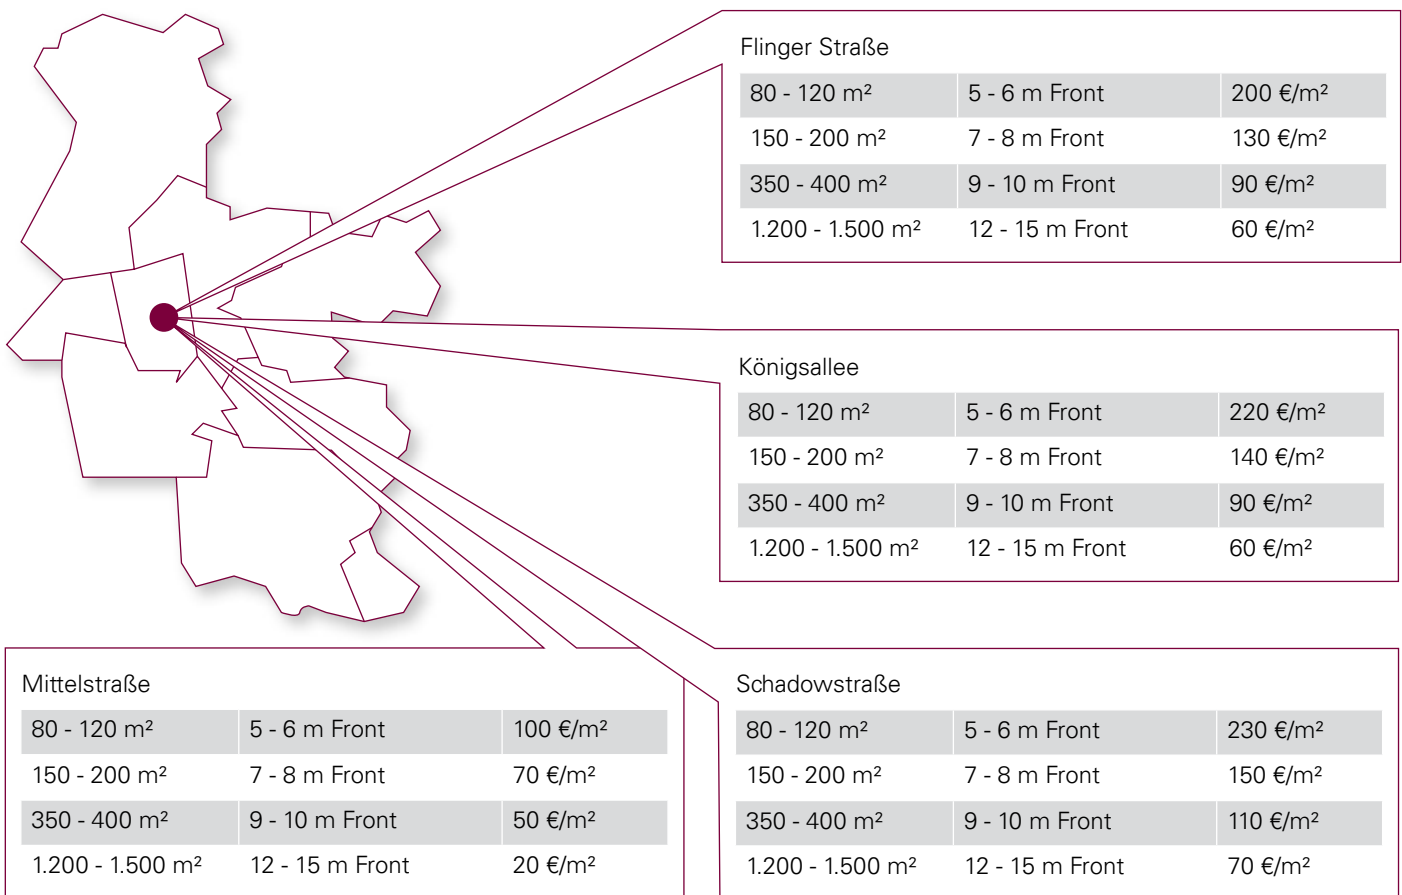 Flinger Straße
80 - 120 m² 5 - 6 m Front 200 €/m²
150 - 200 m² 7 - 8 m Front 130 €/m²
350 - 400 m² 9 - 10 m Front 90 €/m²
1.200 - 1.500 m² 12 - 15 m Front 60 €/m²
Königsallee
80 - 120 m² 5 - 6 m Front 220 €/m²
150 - 200 m² 7 - 8 m Front 140 €/m²
350 - 400 m² 9 - 10 m Front 90 €/m²
1.200 - 1.500 m² 12 - 15 m Front 60 €/m²
Mittelstraße
80 - 120 m² 5 - 6 m Front 100 €/m²
150 - 200 m² 7 - 8 m Front 70 €/m²
350 - 400 m² 9 - 10 m Front 50 €/m²
1.200 - 1.500 m² 12 - 15 m Front 20 €/m²
Schadowstraße
80 - 120 m² 5 - 6 m Front 230 €/m²
150 - 200 m² 7 - 8 m Front 150 €/m²
350 - 400 m² 9 - 10 m Front 110 €/m²
1.200 - 1.500 m² 12 - 15 m Front 70 €/m²